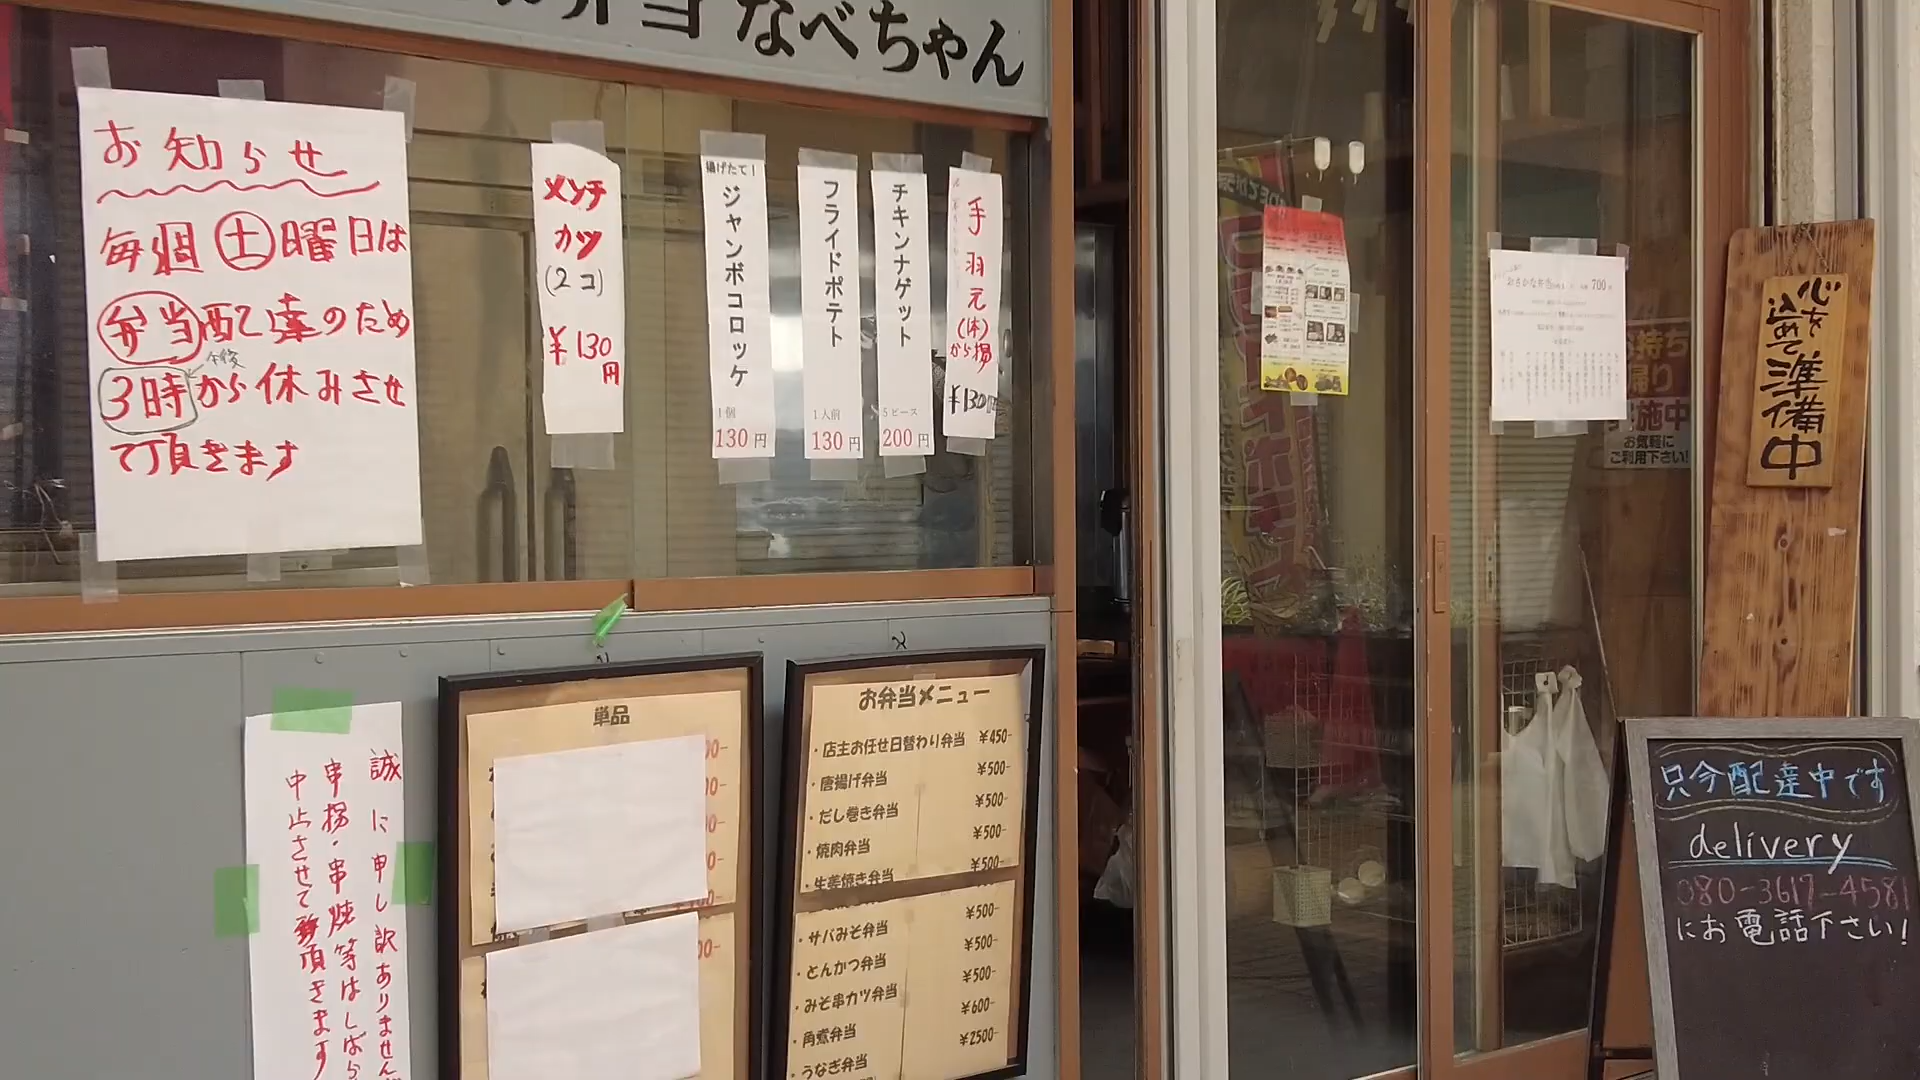 弁当 なべちゃん
お知らせ
毎週土曜日は
弁当配て達のため
午後
3時から休みさせ
て頂きます
メンチ
カツ
(2コ)
¥130
円
揚げたて!
ジャンボコロッケ
1個
130円
フライドポテト
1人前
130円
チキンナゲット
5ピース
200円
手羽元
(体)
から揚
¥130
700
お持ち
帰り
実施中
お気軽に
ご利用下さい!
心を
込めて
準備中
誠に申し訳ありませんが
串揚・串焼等はしばら
中止させて頂きます
単品
お弁当メニュー
・店主お任せ日替わり弁当 ¥450-
・唐揚げ弁当 ¥500-
・だし巻き弁当 ¥500-
・焼肉弁当 ¥500-
・生姜焼き弁当 ¥500-
・サバみそ弁当 ¥500-
・とんかつ弁当 ¥500-
・みそ串カツ弁当 ¥500-
・角煮弁当 ¥600-
・うなぎ弁当 ¥2500-
只今配達中です
delivery
080-3617-4581
にお電話下さい!